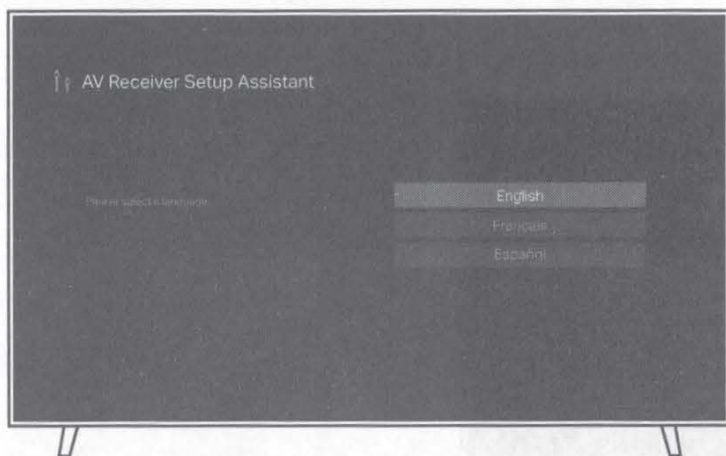 AV Receiver Setup Assistant
Please select a language.
English
Français
Español